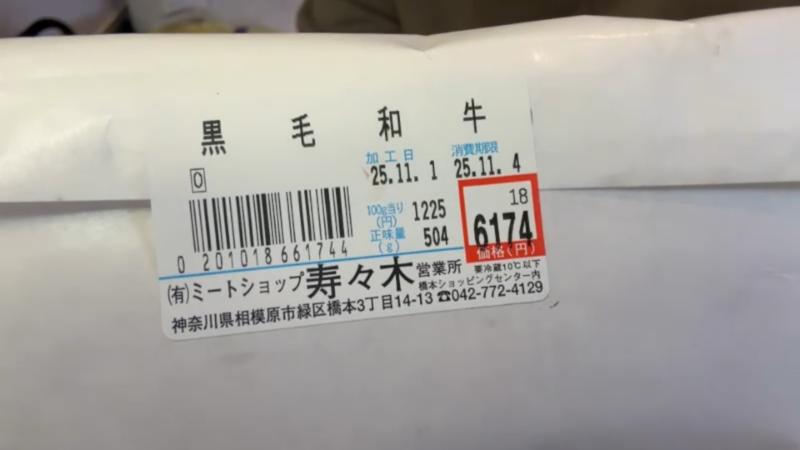 黒毛和牛
加工日 消費期限
25.11. 1 25.11. 4
0
100g当り(円) 1225
正味量(g) 504
18
6174
価格(円)
0 201018 661744
(有)ミートショップ 寿々木 営業所 要冷蔵10℃以下
橋本ショッピングセンター内
神奈川県相模原市緑区橋本3丁目14-13 ☎042-772-4129